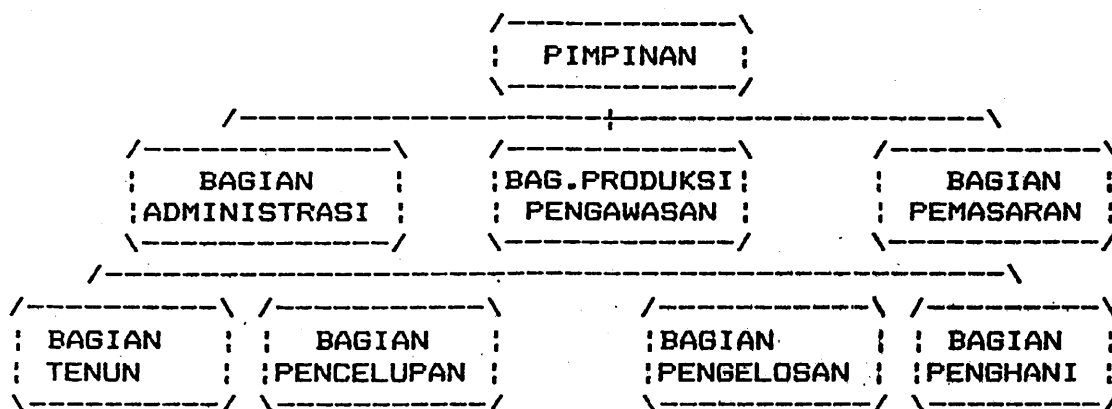 PIMPINAN
BAGIAN
ADMINISTRASI
BAG.PRODUKSI
PENGAWASAN
BAGIAN
PEMASARAN
BAGIAN
TENUN
BAGIAN
PENCELUPAN
BAGIAN
PENGELOSAN
BAGIAN
PENGHANI